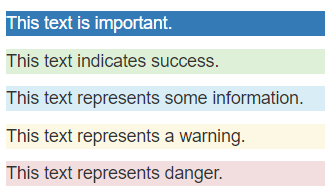 This text is important.
This text indicates success.
This text represents some information.
This text represents a warning.
This text represents danger.